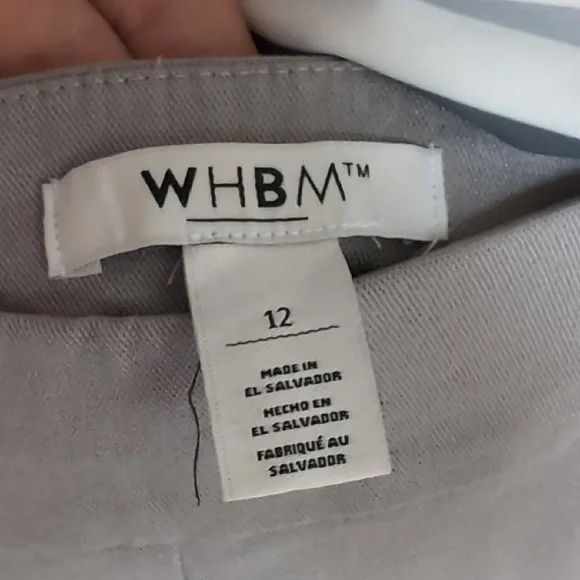 WHBM™
12
MADE IN
EL SALVADOR
HECHO EN
EL SALVADOR
FABRIQUÉ AU
SALVADOR